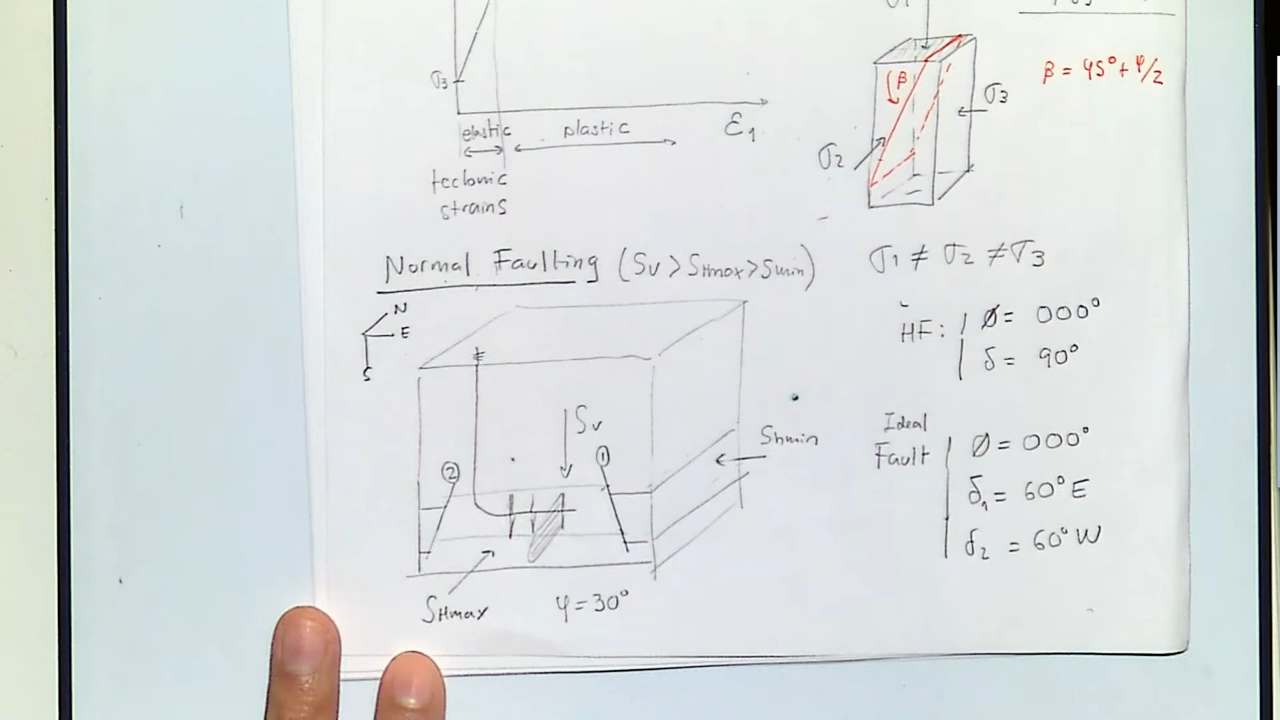 σ1
β = 45° + φ/2
β
σ3
σ3
σ2
elastic
plastic
ε1
tectonic
strains
Normal Faulting (Sv > SHmax > Shmin)
σ1 ≠ σ2 ≠ σ3
N
E
S
HF: ø = 000°
δ = 90°
Sv
Shmin
①
②
Ideal
Fault
ø = 000°
δ1 = 60° E
δ2 = 60° W
SHmax
φ = 30°